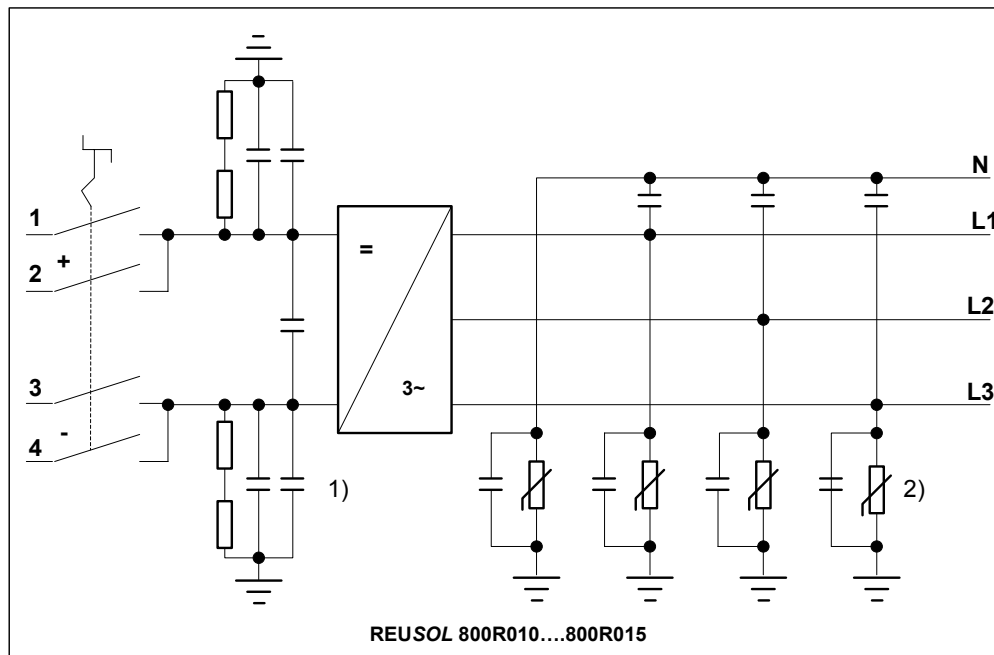 N
1
=
L1
2
+
L2
3
3~
L3
4
-
1)
2)
REUSOL 800R010....800R015